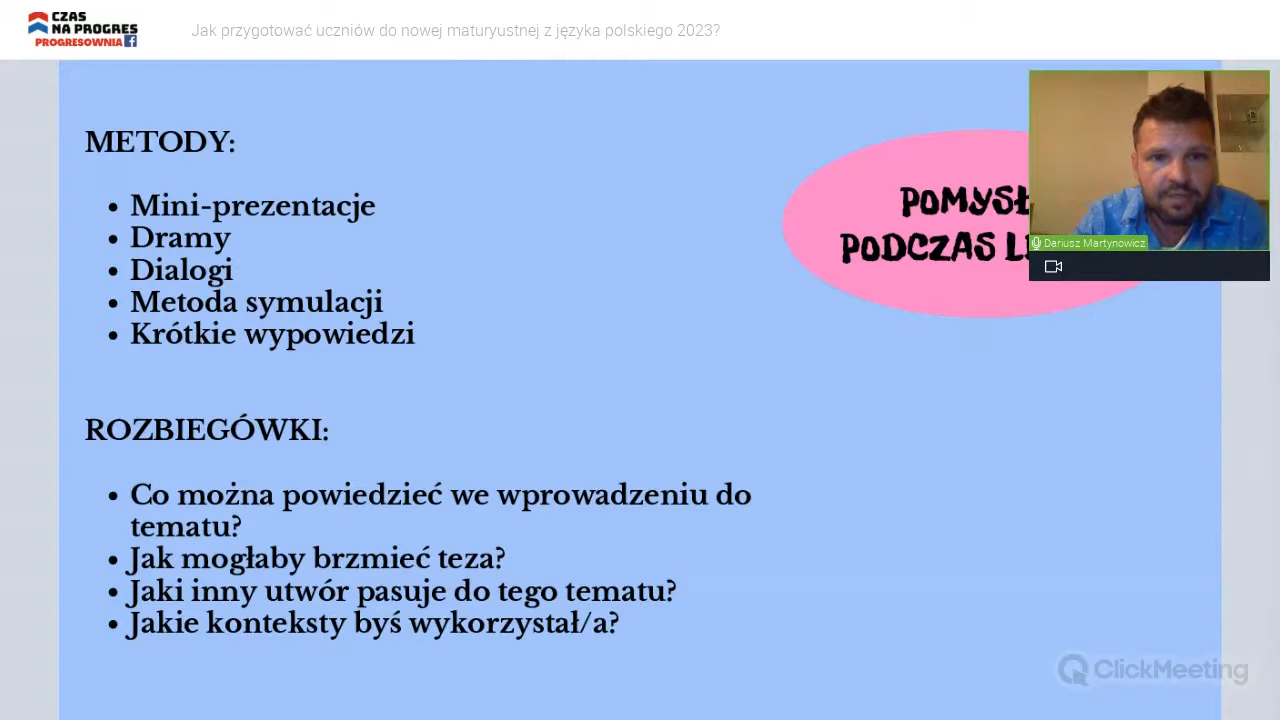 CZAS
NA PROGRES
PROGRESOWNIA
Jak przygotować uczniów do nowej maturyustnej z języka polskiego 2023?
METODY:
• Mini-prezentacje
• Dramy
• Dialogi
• Metoda symulacji
• Krótkie wypowiedzi
PODCZAS
Dariusz Martynowicz
ROZBIEGÓWKI:
• Co można powiedzieć we wprowadzeniu do
tematu?
• Jak mogłaby brzmieć teza?
• Jaki inny utwór pasuje do tego tematu?
• Jakie konteksty byś wykorzystał/a?
ClickMeeting